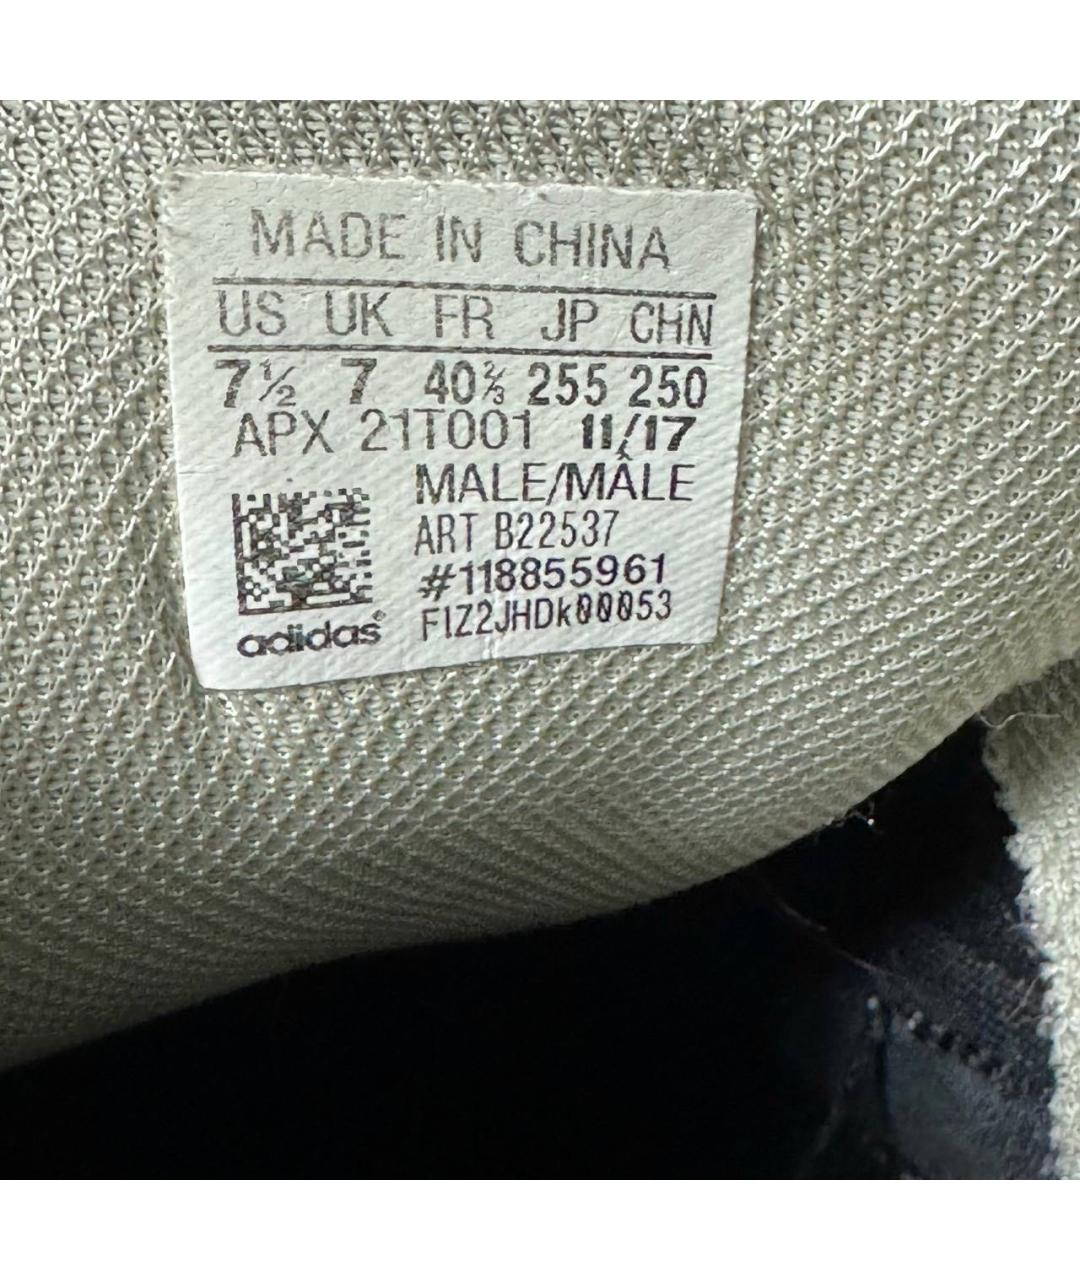 MADE IN CHINA
US UK FR JP CHN
7½ 7 40⅔ 255 250
APX 21T001 11/17
MALE/MÂLE
ART B22537
#118855961
F1Z2JHDk00053
adidas®